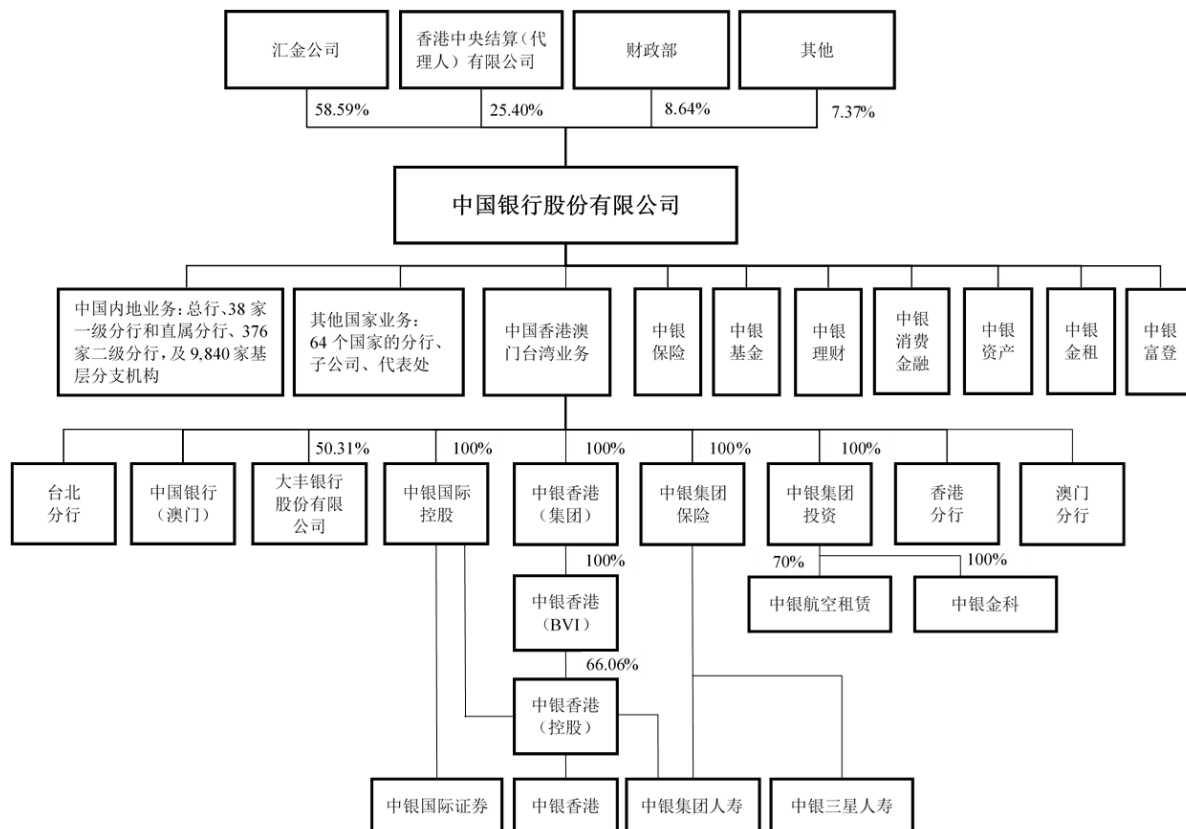 汇金公司
香港中央结算（代
理人）有限公司
财政部
其他
58.59%
25.40%
8.64%
7.37%
中国银行股份有限公司
中国内地业务：总行、38 家
一级分行和直属分行、376
家二级分行，及 9,840 家基
层分支机构
其他国家业务：
64 个国家的分行、
子公司、代表处
中国香港澳
门台湾业务
中银
保险
中银
基金
中银
理财
中银
消费
金融
中银
资产
中银
金租
中银
富登
50.31%
100%
100%
100%
100%
台北
分行
中国银行
（澳门）
大丰银行
股份有限
公司
中银国际
控股
中银香港
（集团）
中银集团
保险
中银集团
投资
香港
分行
澳门
分行
100%
70%
100%
中银香港
（BVI）
中银航空租赁
中银金科
66.06%
中银香港
（控股）
中银国际证券
中银香港
中银集团人寿
中银三星人寿